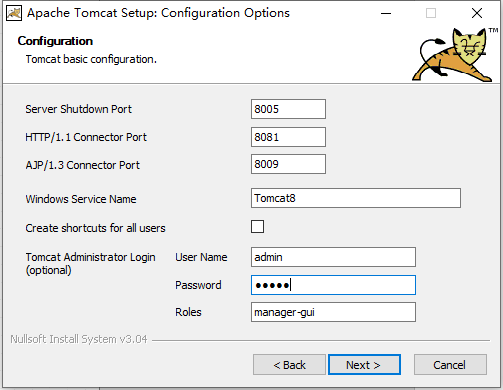 Apache Tomcat Setup: Configuration Options
Configuration
Tomcat basic configuration.
TM
Server Shutdown Port 8005
HTTP/1.1 Connector Port 8081
AJP/1.3 Connector Port 8009
Windows Service Name Tomcat8
Create shortcuts for all users
Tomcat Administrator Login (optional) User Name admin
Password •••••
Roles manager-gui
Nullsoft Install System v3.04
< Back Next > Cancel